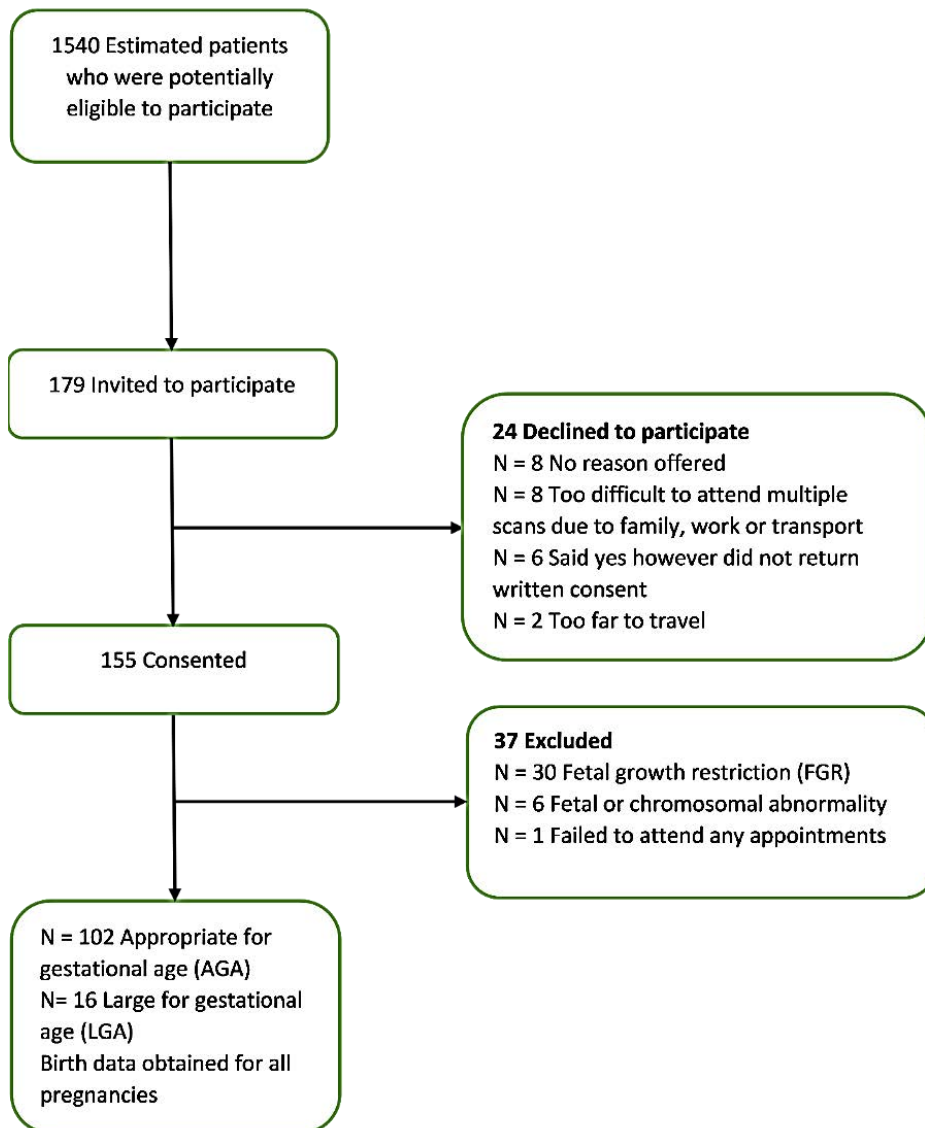 1540 Estimated patients
who were potentially
eligible to participate
179 Invited to participate
24 Declined to participate
N = 8 No reason offered
N = 8 Too difficult to attend multiple
scans due to family, work or transport
N = 6 Said yes however did not return
written consent
N = 2 Too far to travel
155 Consented
37 Excluded
N = 30 Fetal growth restriction (FGR)
N = 6 Fetal or chromosomal abnormality
N = 1 Failed to attend any appointments
N = 102 Appropriate for
gestational age (AGA)
N= 16 Large for gestational
age (LGA)
Birth data obtained for all
pregnancies